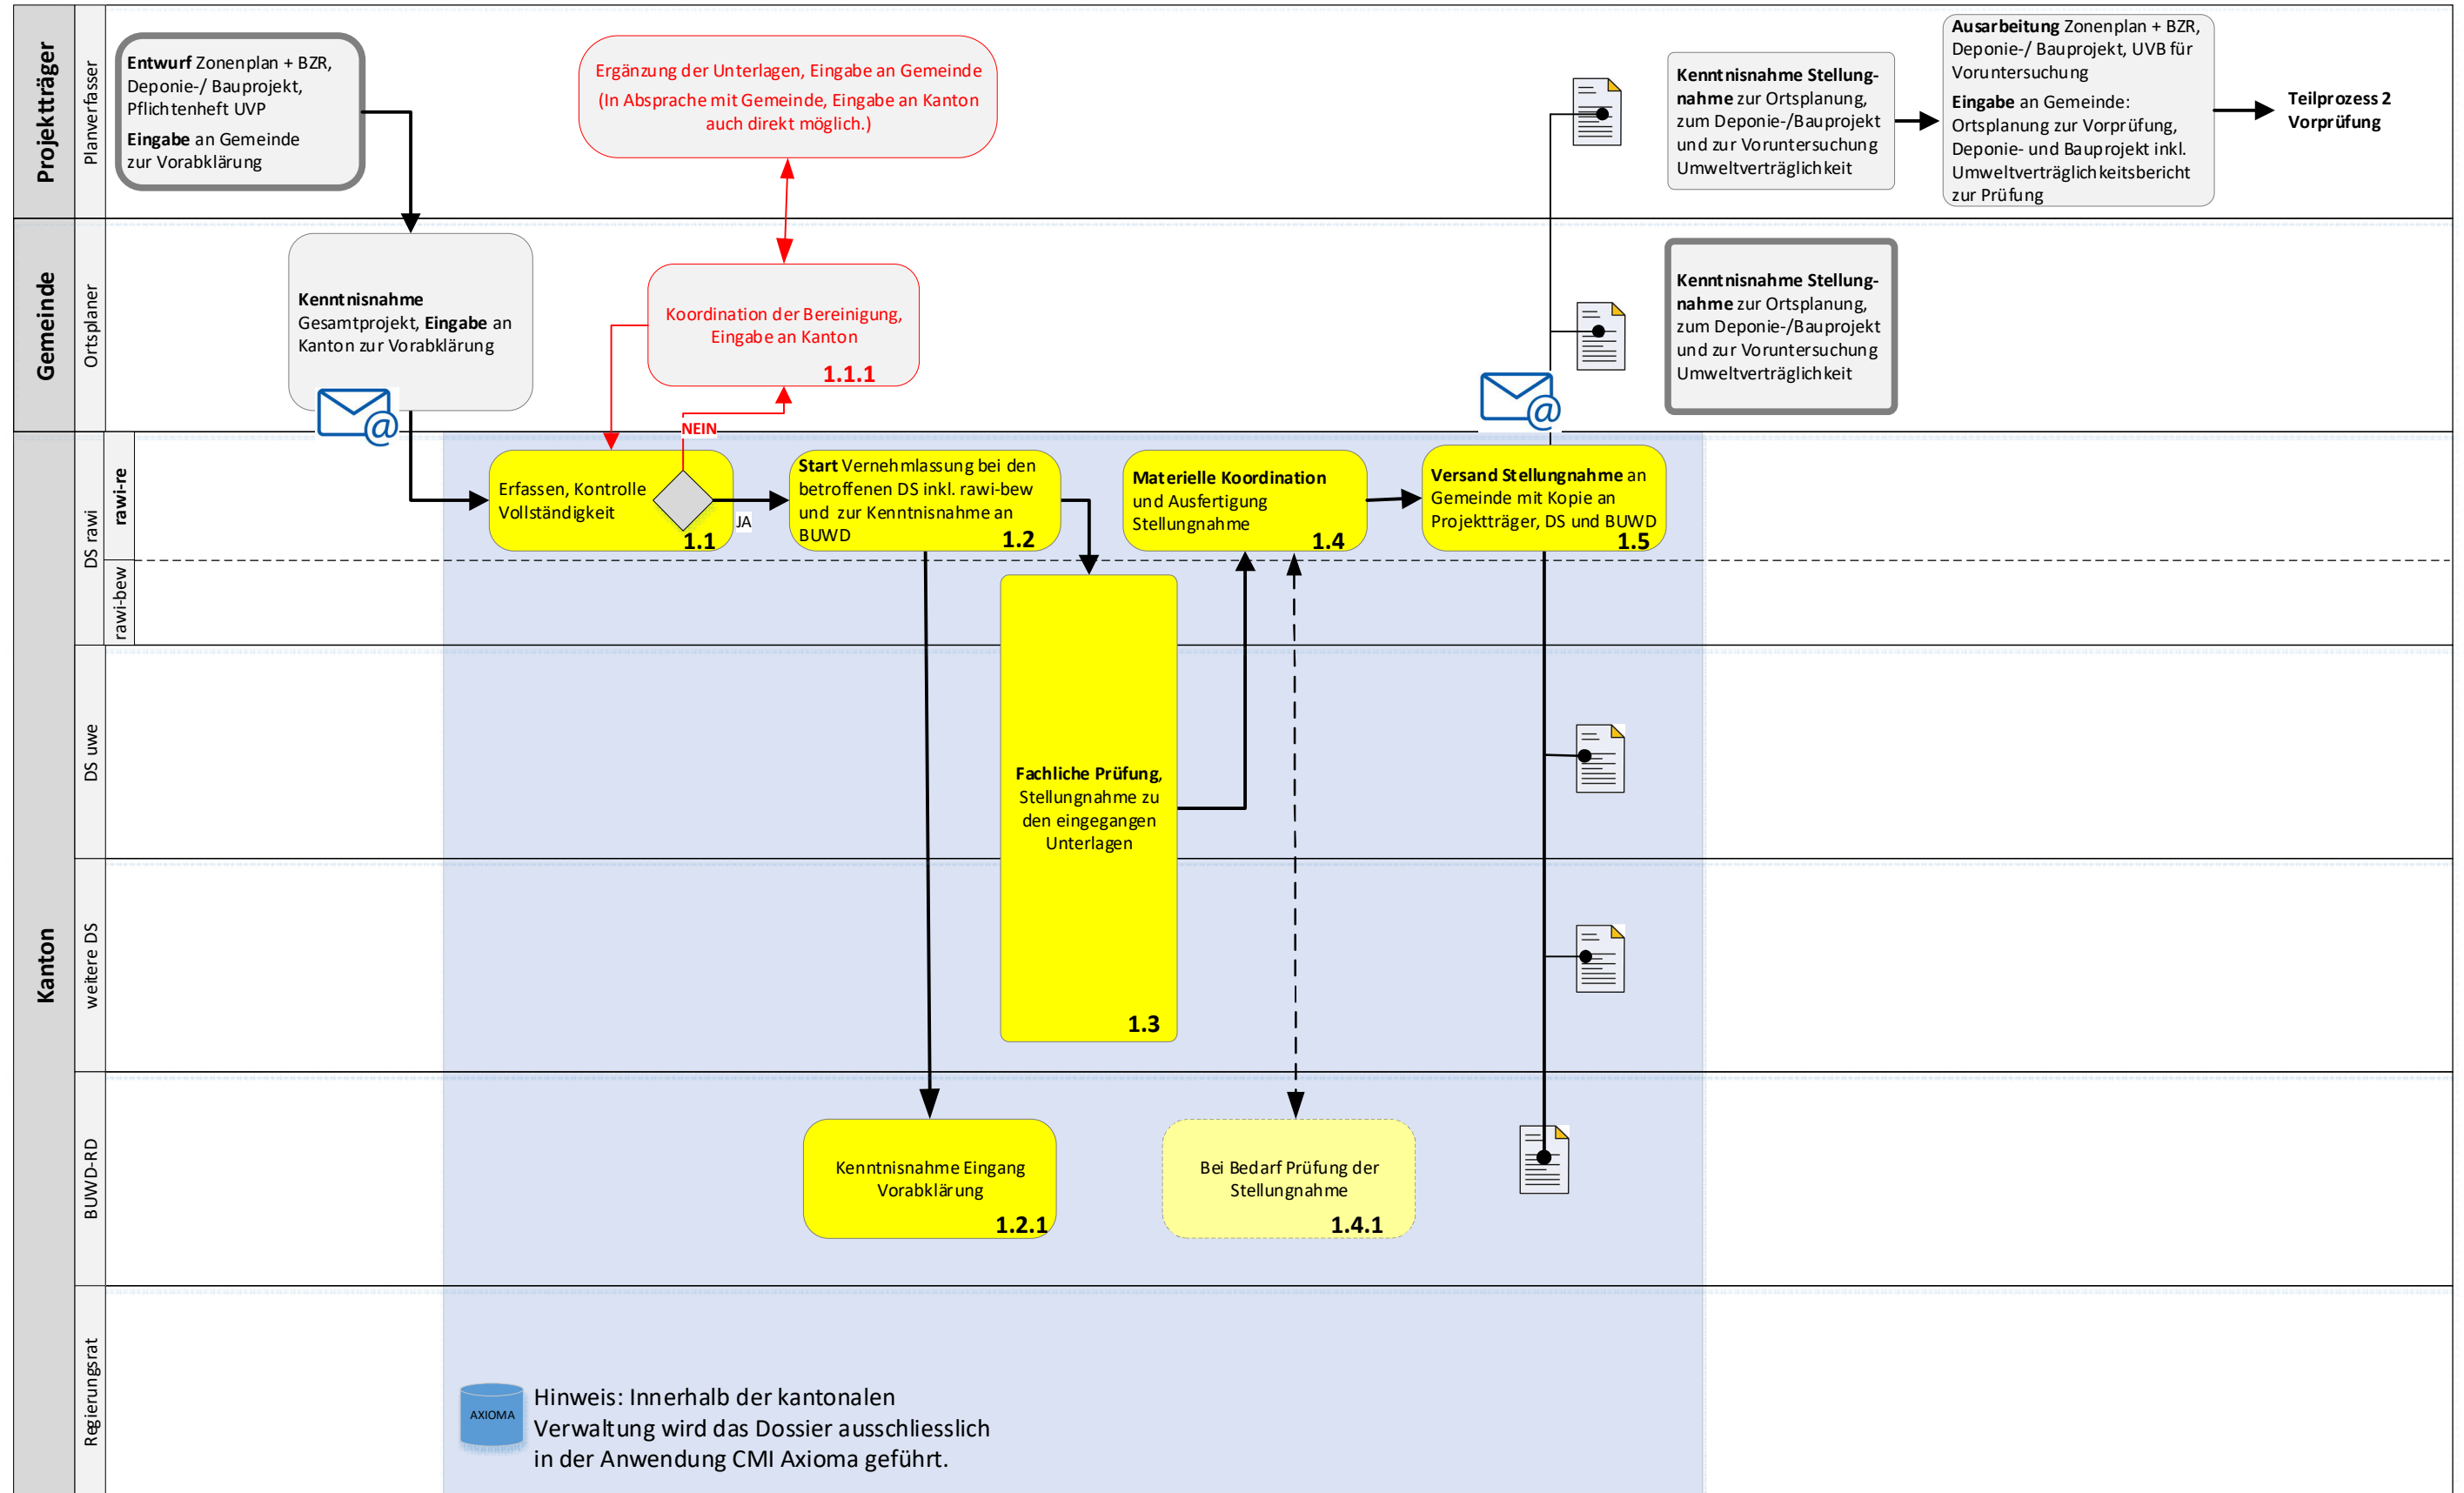 Projektträger
Planverfasser
Entwurf Zonenplan + BZR,
Deponie-/ Bauprojekt,
Pflichtenheft UVP
Eingabe an Gemeinde
zur Vorabklärung
Ergänzung der Unterlagen, Eingabe an Gemeinde
(In Absprache mit Gemeinde, Eingabe an Kanton
auch direkt möglich.)
Kenntnisnahme Stellung-
nahme zur Ortsplanung,
zum Deponie-/Bauprojekt
und zur Voruntersuchung
Umweltverträglichkeit
Ausarbeitung Zonenplan + BZR,
Deponie-/ Bauprojekt, UVB für
Voruntersuchung
Eingabe an Gemeinde:
Ortsplanung zur Vorprüfung,
Deponie- und Bauprojekt inkl.
Umweltverträglichkeitsbericht
zur Prüfung
Teilprozess 2
Vorprüfung
Gemeinde
Ortsplaner
Kenntnisnahme
Gesamtprojekt, Eingabe an
Kanton zur Vorabklärung
@
Koordination der Bereinigung,
Eingabe an Kanton
1.1.1
@
Kenntnisnahme Stellung-
nahme zur Ortsplanung,
zum Deponie-/Bauprojekt
und zur Voruntersuchung
Umweltverträglichkeit
Kanton
DS rawi
rawi-re
NEIN
Erfassen, Kontrolle
Vollständigkeit
1.1
JA
Start Vernehmlassung bei den
betroffenen DS inkl. rawi-bew
und zur Kenntnisnahme an
BUWD
1.2
Materielle Koordination
und Ausfertigung
Stellungnahme
1.4
Versand Stellungnahme an
Gemeinde mit Kopie an
Projektträger, DS und BUWD
1.5
rawi-bew
DS uwe
Fachliche Prüfung,
Stellungnahme zu
den eingegangen
Unterlagen
1.3
weitere DS
BUWD-RD
Kenntnisnahme Eingang
Vorabklärung
1.2.1
Bei Bedarf Prüfung der
Stellungnahme
1.4.1
Regierungsrat
AXIOMA
Hinweis: Innerhalb der kantonalen
Verwaltung wird das Dossier ausschliesslich
in der Anwendung CMI Axioma geführt.